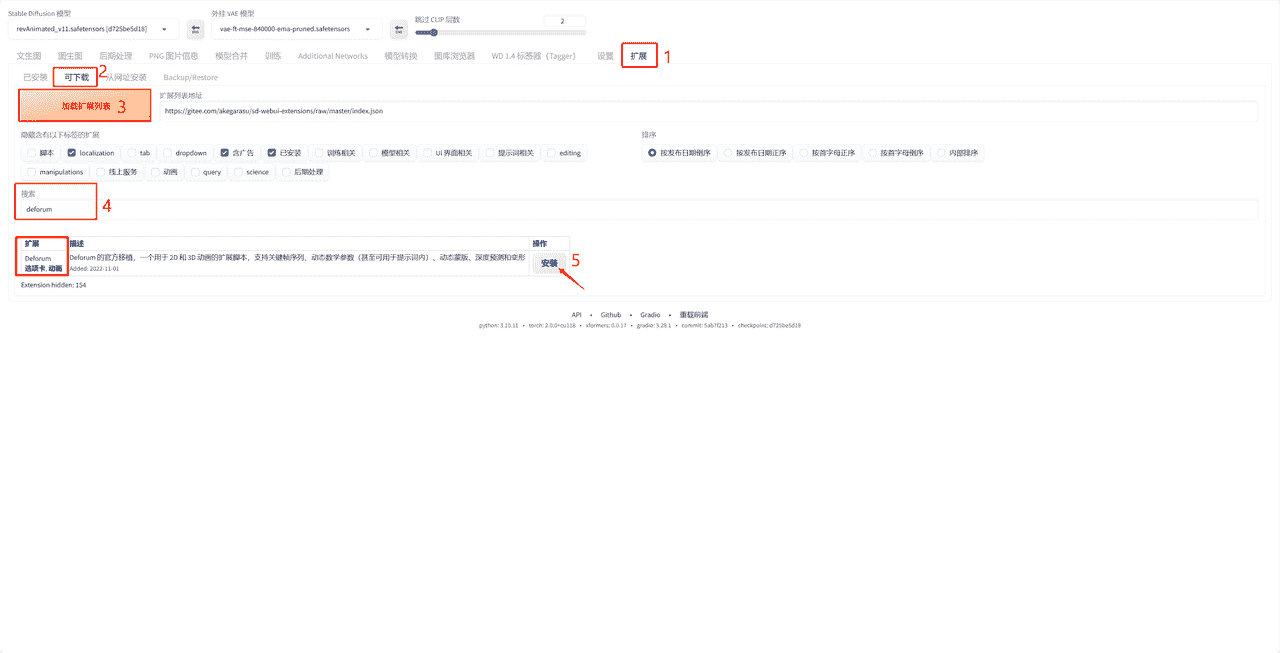 Stable Diffusion 模型
外挂 VAE 模型
跳过 CLIP 层数
2
revAnimated_v11.safetensors [d725be5d18]
vae-ft-mse-840000-ema-pruned.safetensors
文生图 图生图 后期处理 PNG 图片信息 模型合并 训练 Additional Networks 模型转换 图库浏览器 WD 1.4 标签器（Tagger） 设置 扩展 1
已安装 可下载 2 从网址安装 Backup/Restore
加载扩展列表 3
扩展列表地址
https://gitee.com/akegarasu/sd-webui-extensions/raw/master/index.json
隐藏含有以下标签的扩展
排序
脚本 localization tab dropdown 含广告 已安装 训练相关 模型相关 UI 界面相关 提示词相关 editing
按发布日期倒序 按发布日期正序 按首字母正序 按首字母倒序 内部排序
manipulations 线上服务 动画 query science 后期处理
搜索
deforum
4
扩展 描述 操作
Deforum
选项卡, 动画
Deforum 的官方移植，一个用于 2D 和 3D 动画的扩展脚本，支持关键帧序列、动态数学参数（甚至可用于提示词内）、动态蒙版、深度预测和变形
Added: 2022-11-01
安装 5
Extension hidden: 154
API • Github • Gradio • 重载前端
python: 3.10.11 • torch: 2.0.0+cu118 • xformers: 0.0.17 • gradio: 3.28.1 • commit: 5ab7f213 • checkpoint: d725be5d18